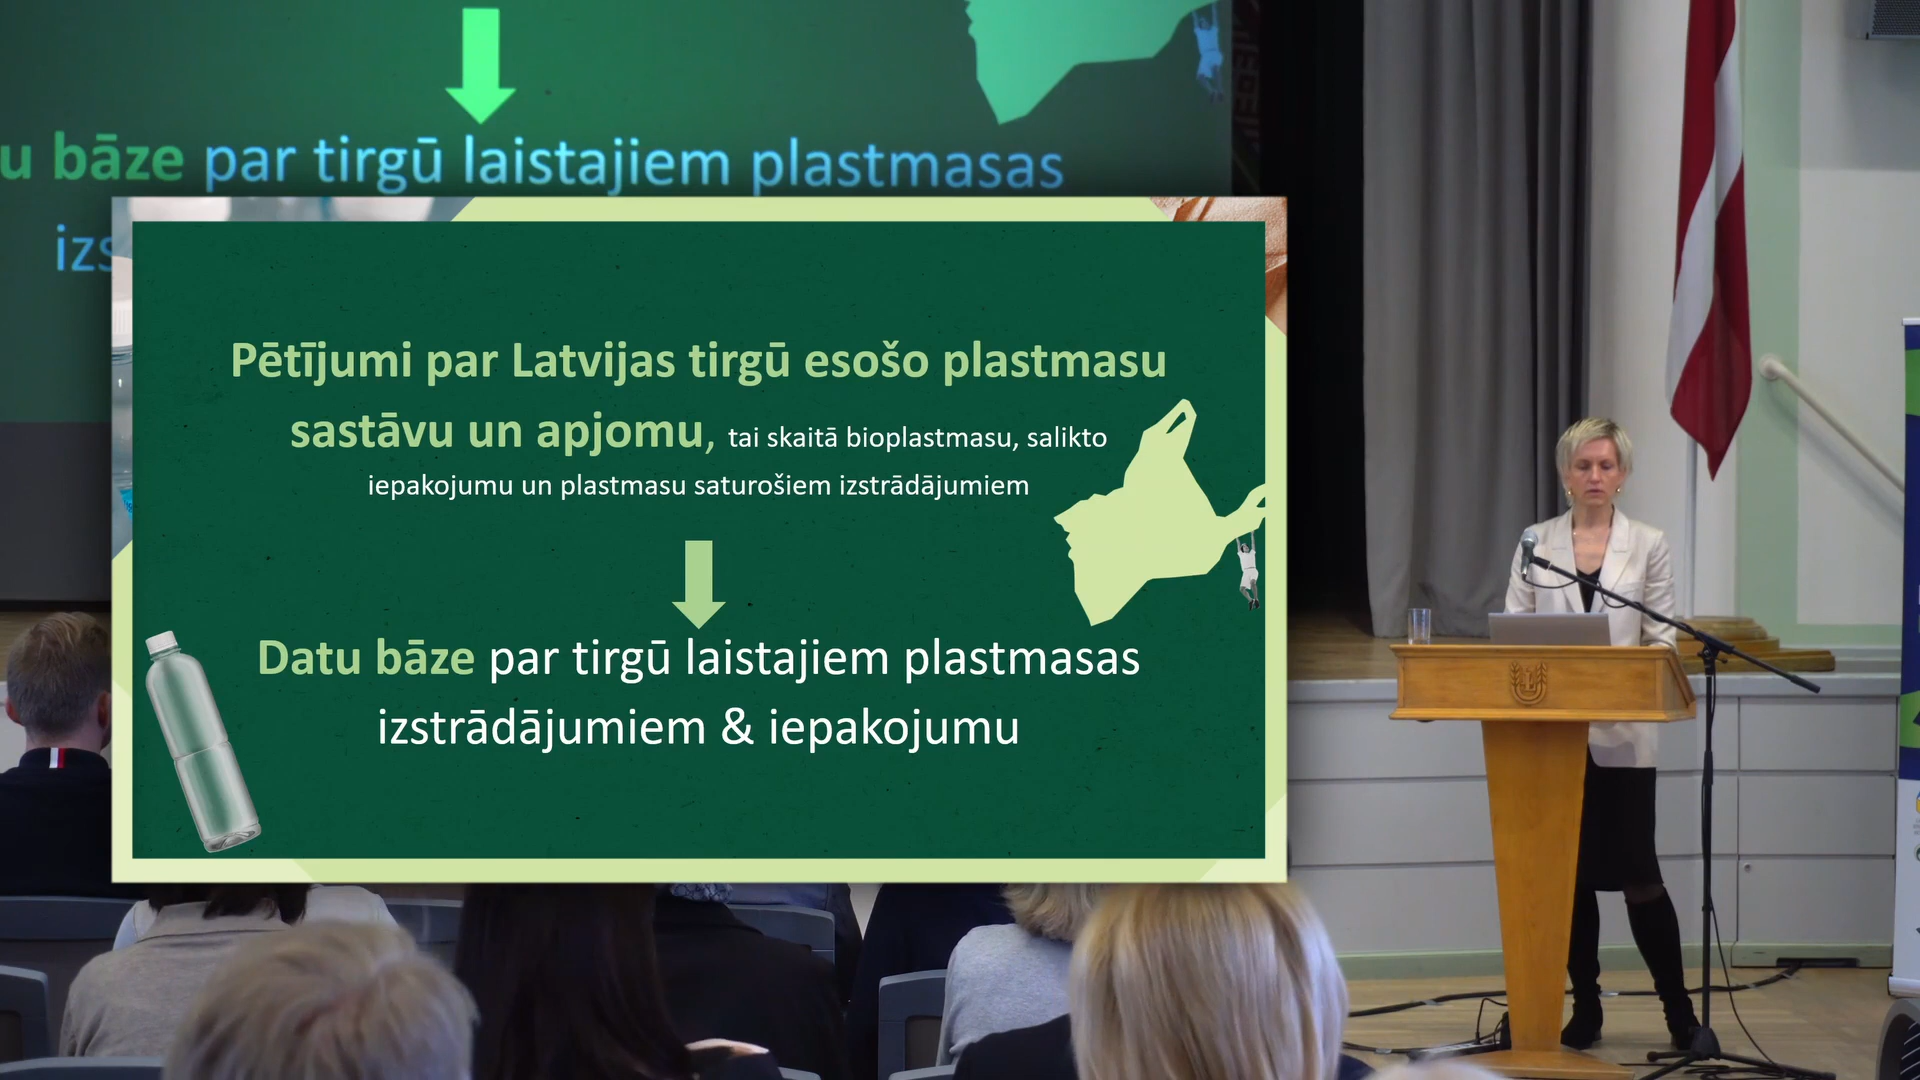 u bāze par tirgū laistajiem plastmasas
izs
Pētījumi par Latvijas tirgū esošo plastmasu
sastāvu un apjomu, tai skaitā bioplastmasu, salikto
iepakojumu un plastmasu saturošiem izstrādājumiem
Datu bāze par tirgū laistajiem plastmasas
izstrādājumiem & iepakojumu